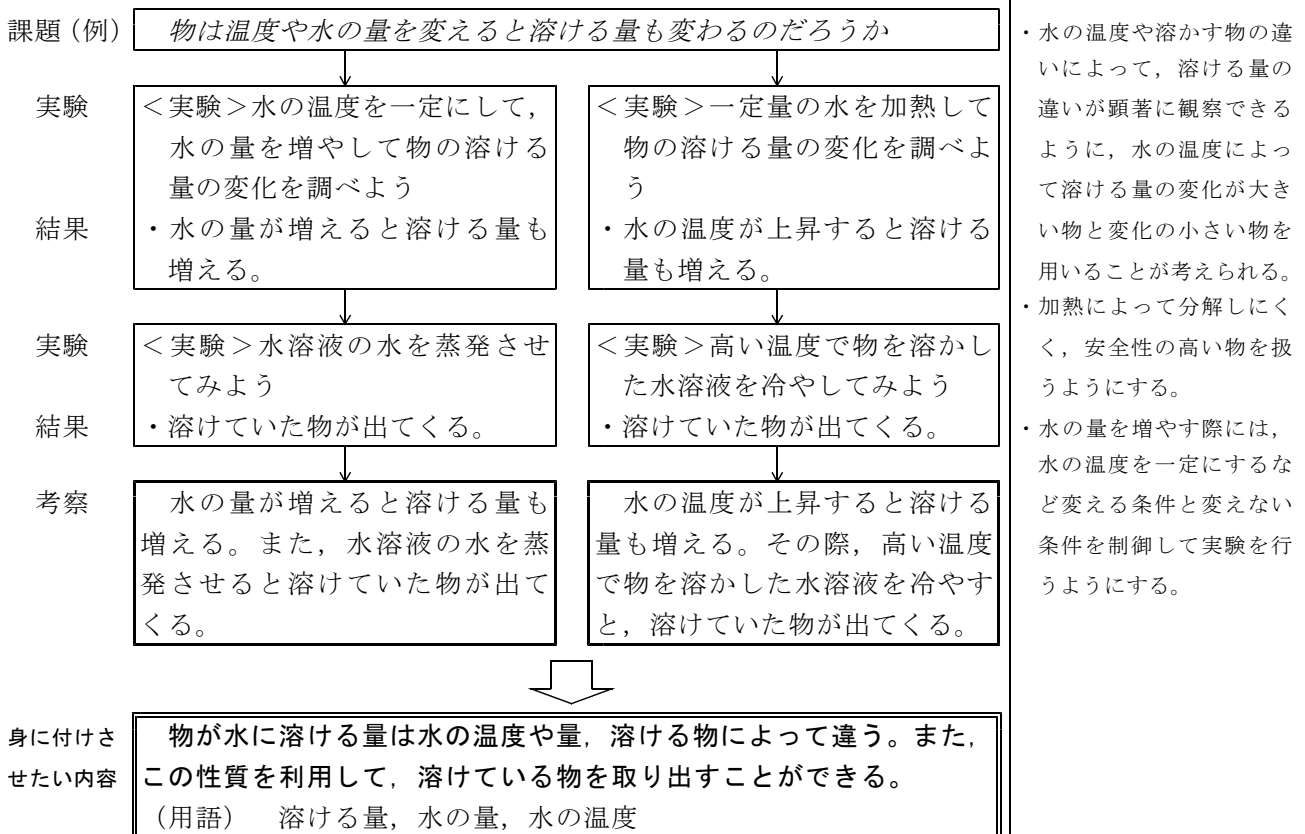 課題（例） 物は温度や水の量を変えると溶ける量も変わるのだろうか
実験
＜実験＞水の温度を一定にして，
水の量を増やして物の溶ける
量の変化を調べよう
結果
・水の量が増えると溶ける量も
増える。
＜実験＞一定量の水を加熱して
物の溶ける量の変化を調べよ
う
・水の温度が上昇すると溶ける
量も増える。
実験
＜実験＞水溶液の水を蒸発させ
てみよう
結果
・溶けていた物が出てくる。
＜実験＞高い温度で物を溶かし
た水溶液を冷やしてみよう
・溶けていた物が出てくる。
考察
水の量が増えると溶ける量も
増える。また，水溶液の水を蒸
発させると溶けていた物が出て
くる。
水の温度が上昇すると溶ける
量も増える。その際，高い温度
で物を溶かした水溶液を冷やす
と，溶けていた物が出てくる。
身に付けさ
せたい内容
物が水に溶ける量は水の温度や量，溶ける物によって違う。また，
この性質を利用して，溶けている物を取り出すことができる。
（用語） 溶ける量，水の量，水の温度
・水の温度や溶かす物の違
いによって，溶ける量の
違いが顕著に観察できる
ように，水の温度によっ
て溶ける量の変化が大き
い物と変化の小さい物を
用いることが考えられる。
・加熱によって分解しにく
く，安全性の高い物を扱
うようにする。
・水の量を増やす際には，
水の温度を一定にするな
ど変える条件と変えない
条件を制御して実験を行
うようにする。